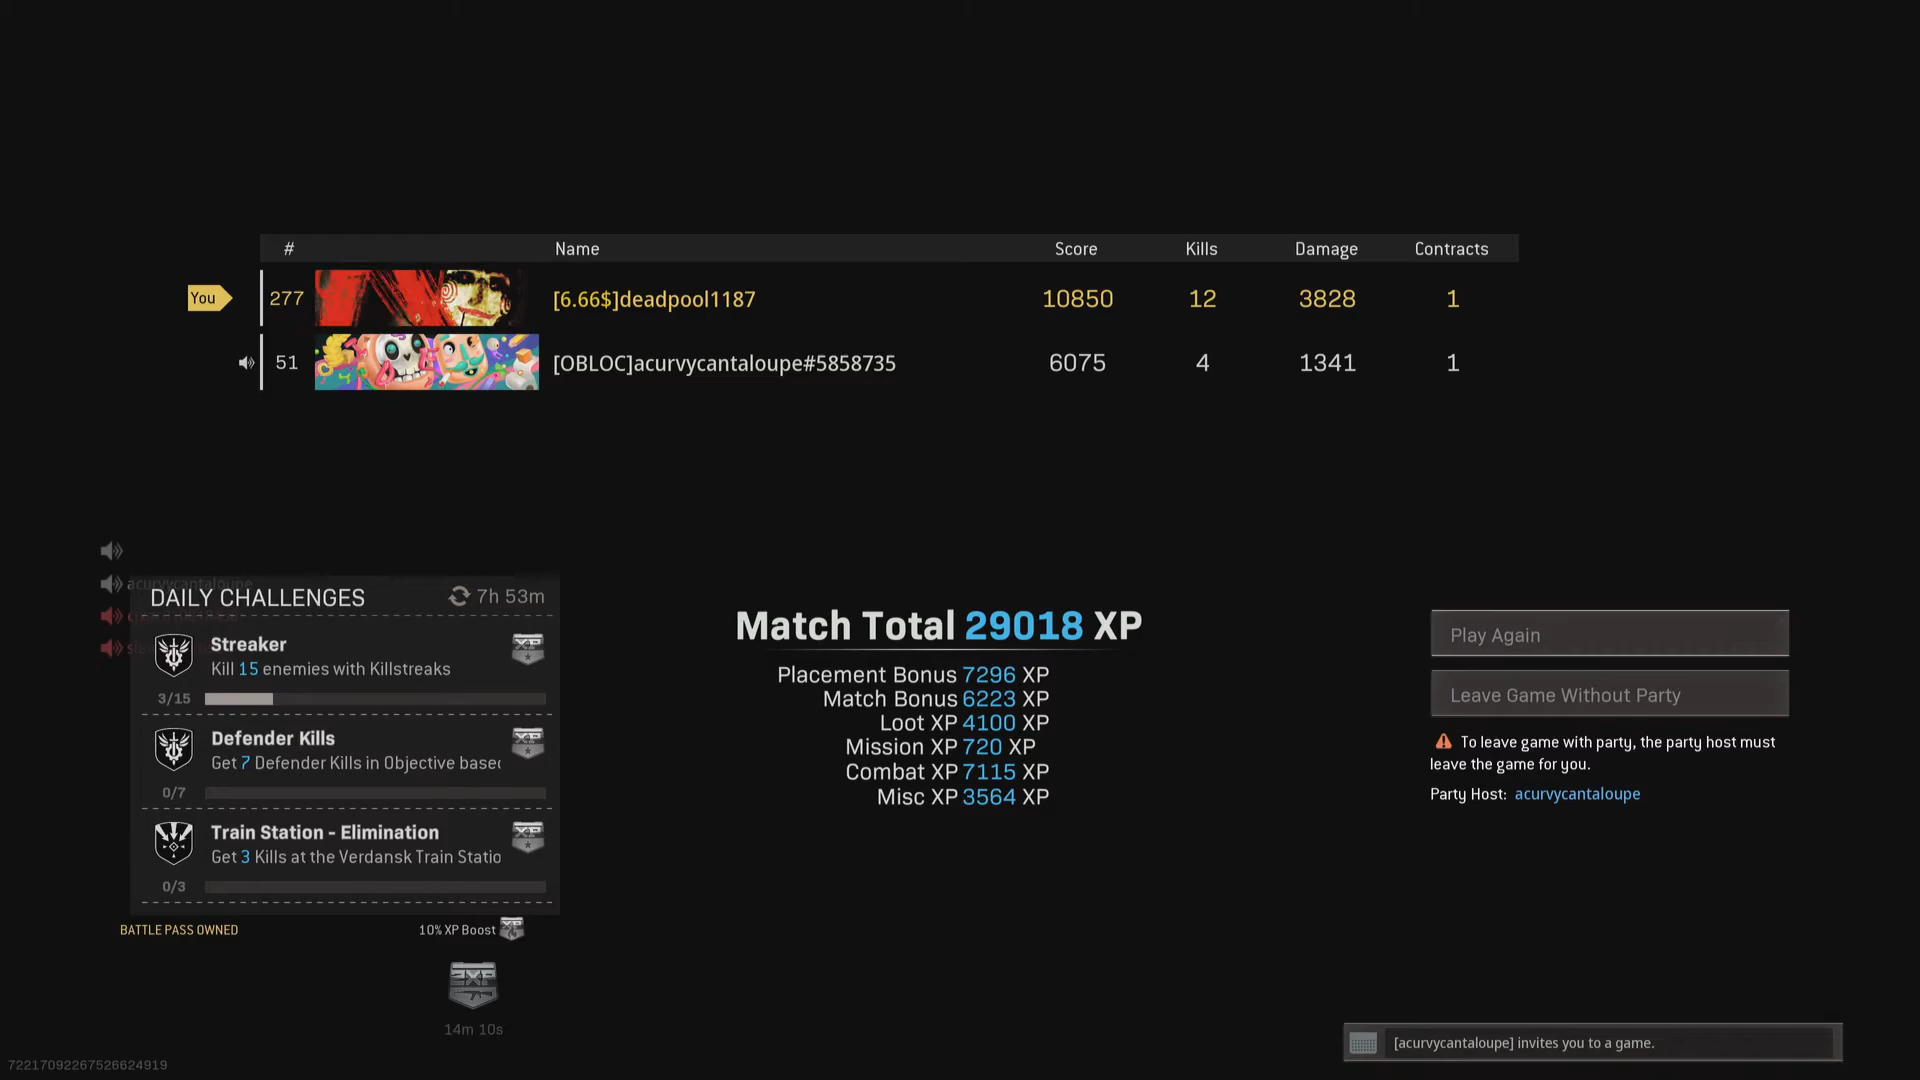 # Name Score Kills Damage Contracts
You 277 [6.66$]deadpool1187 10850 12 3828 1
51 [OBLOC]acurvycantaloupe#5858735 6075 4 1341 1
acurvycantaloupe
DAILY CHALLENGES 7h 53m
Streaker
Kill 15 enemies with Killstreaks
3/15
Defender Kills
Get 7 Defender Kills in Objective based
0/7
Train Station - Elimination
Get 3 Kills at the Verdansk Train Statio
0/3
BATTLE PASS OWNED 10% XP Boost
2XP
14m 10s
Match Total 29018 XP
Placement Bonus 7296 XP
Match Bonus 6223 XP
Loot XP 4100 XP
Mission XP 720 XP
Combat XP 7115 XP
Misc XP 3564 XP
Play Again
Leave Game Without Party
To leave game with party, the party host must
leave the game for you.
Party Host: acurvycantaloupe
[acurvycantaloupe] invites you to a game.
72217092267526624919